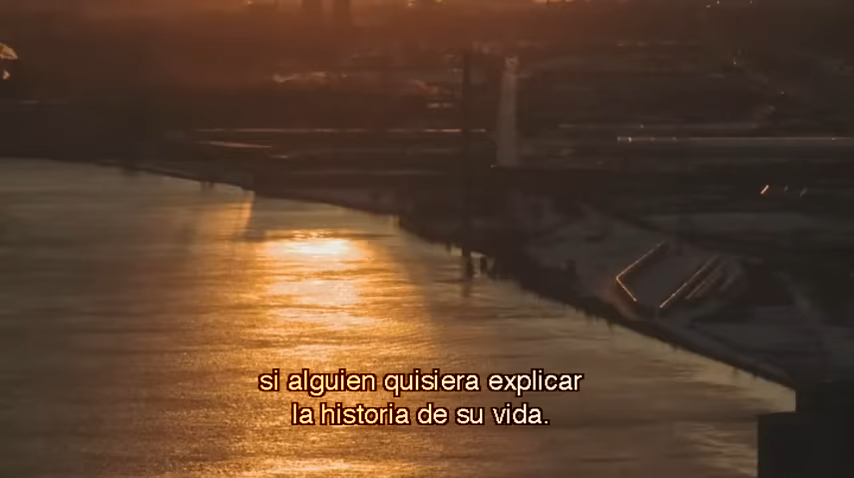 si alguien quisiera explicar
la historia de su vida.